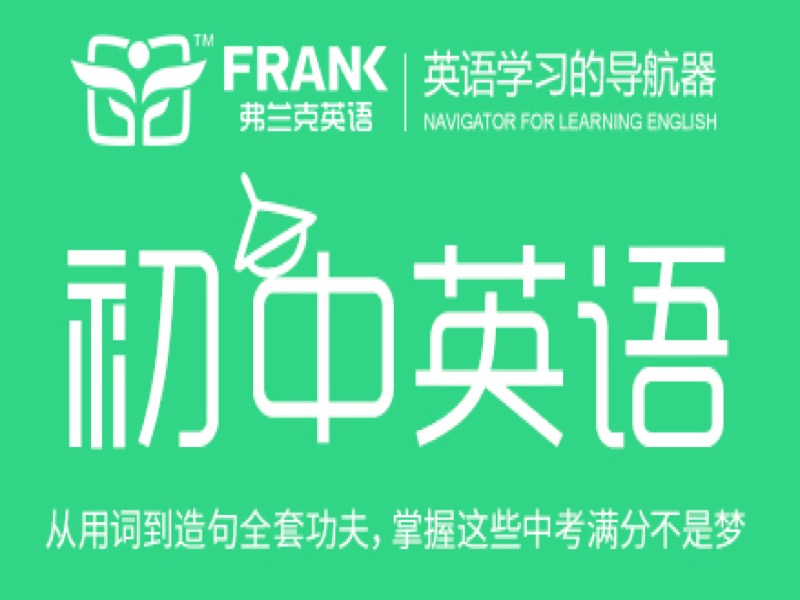 FRANK TM
弗兰克英语
英语学习的导航器
NAVIGATOR FOR LEARNING ENGLISH
初中英语
从用词到造句全套功夫，掌握这些中考满分不是梦